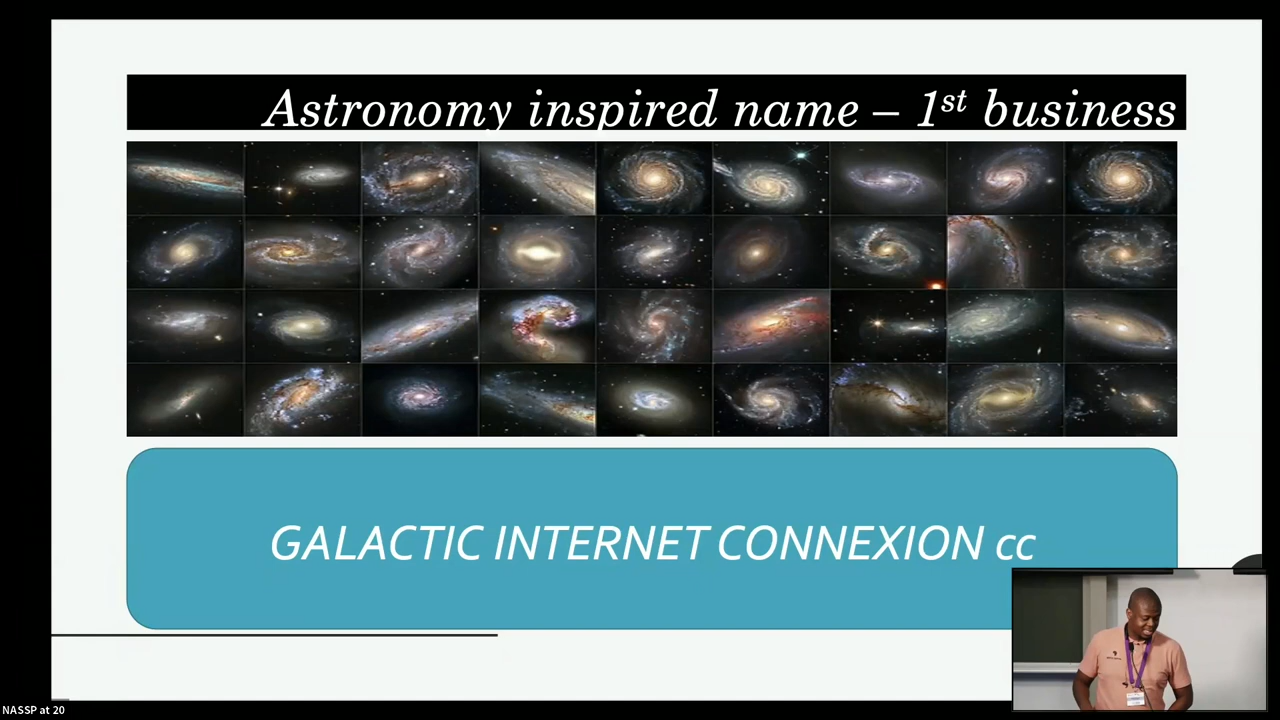 Astronomy inspired name – 1st business
GALACTIC INTERNET CONNEXION cc
NASSP at 20